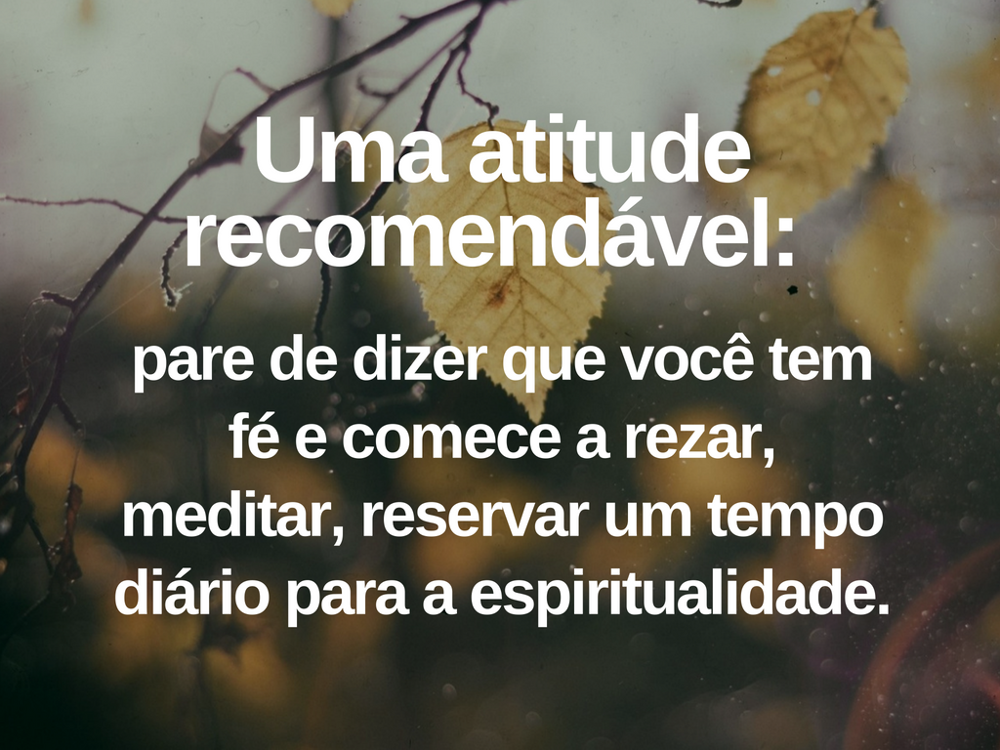 Uma atitude
recomendável:
pare de dizer que você tem
fé e comece a rezar,
meditar, reservar um tempo
diário para a espiritualidade.